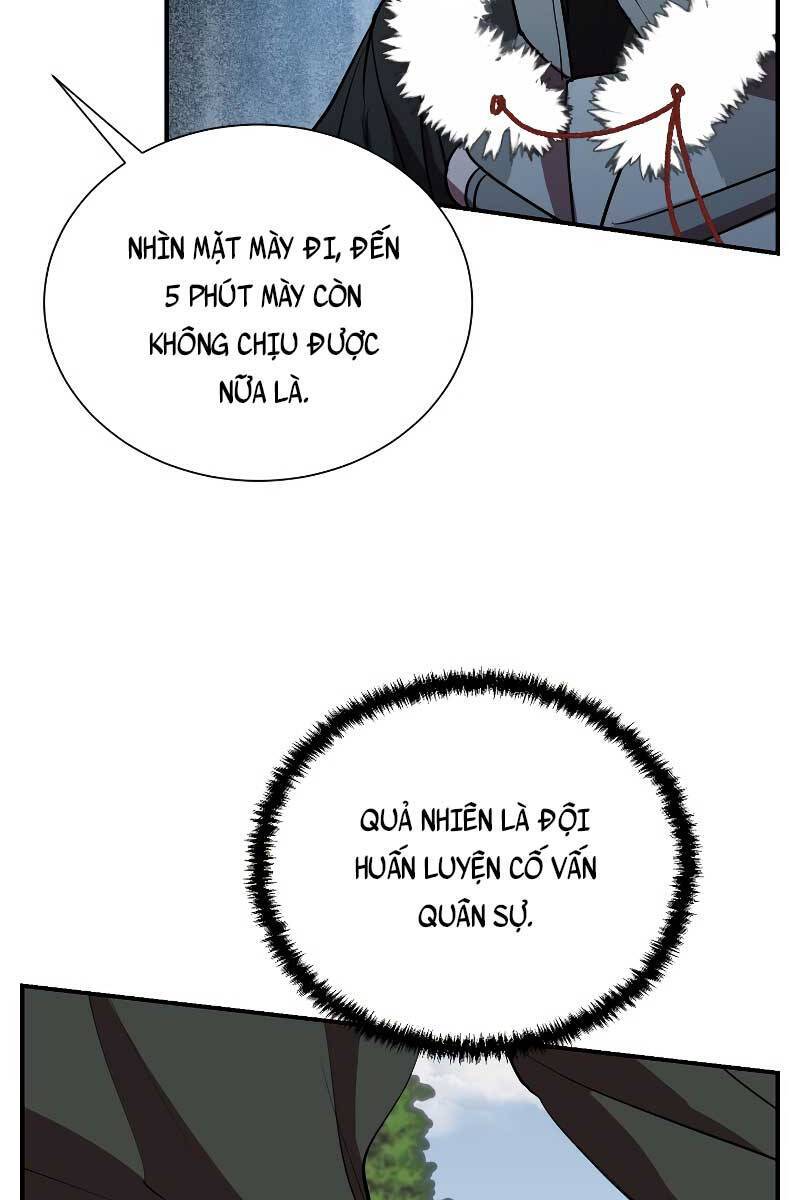 NHÌN MẶT MÀY ĐI, ĐẾN
5 PHÚT MÀY CÒN
KHÔNG CHỊU ĐƯỢC
NỮA LÀ.
QUẢ NHIÊN LÀ ĐỘI
HUẤN LUYỆN CỐ VẤN
QUÂN SỰ.